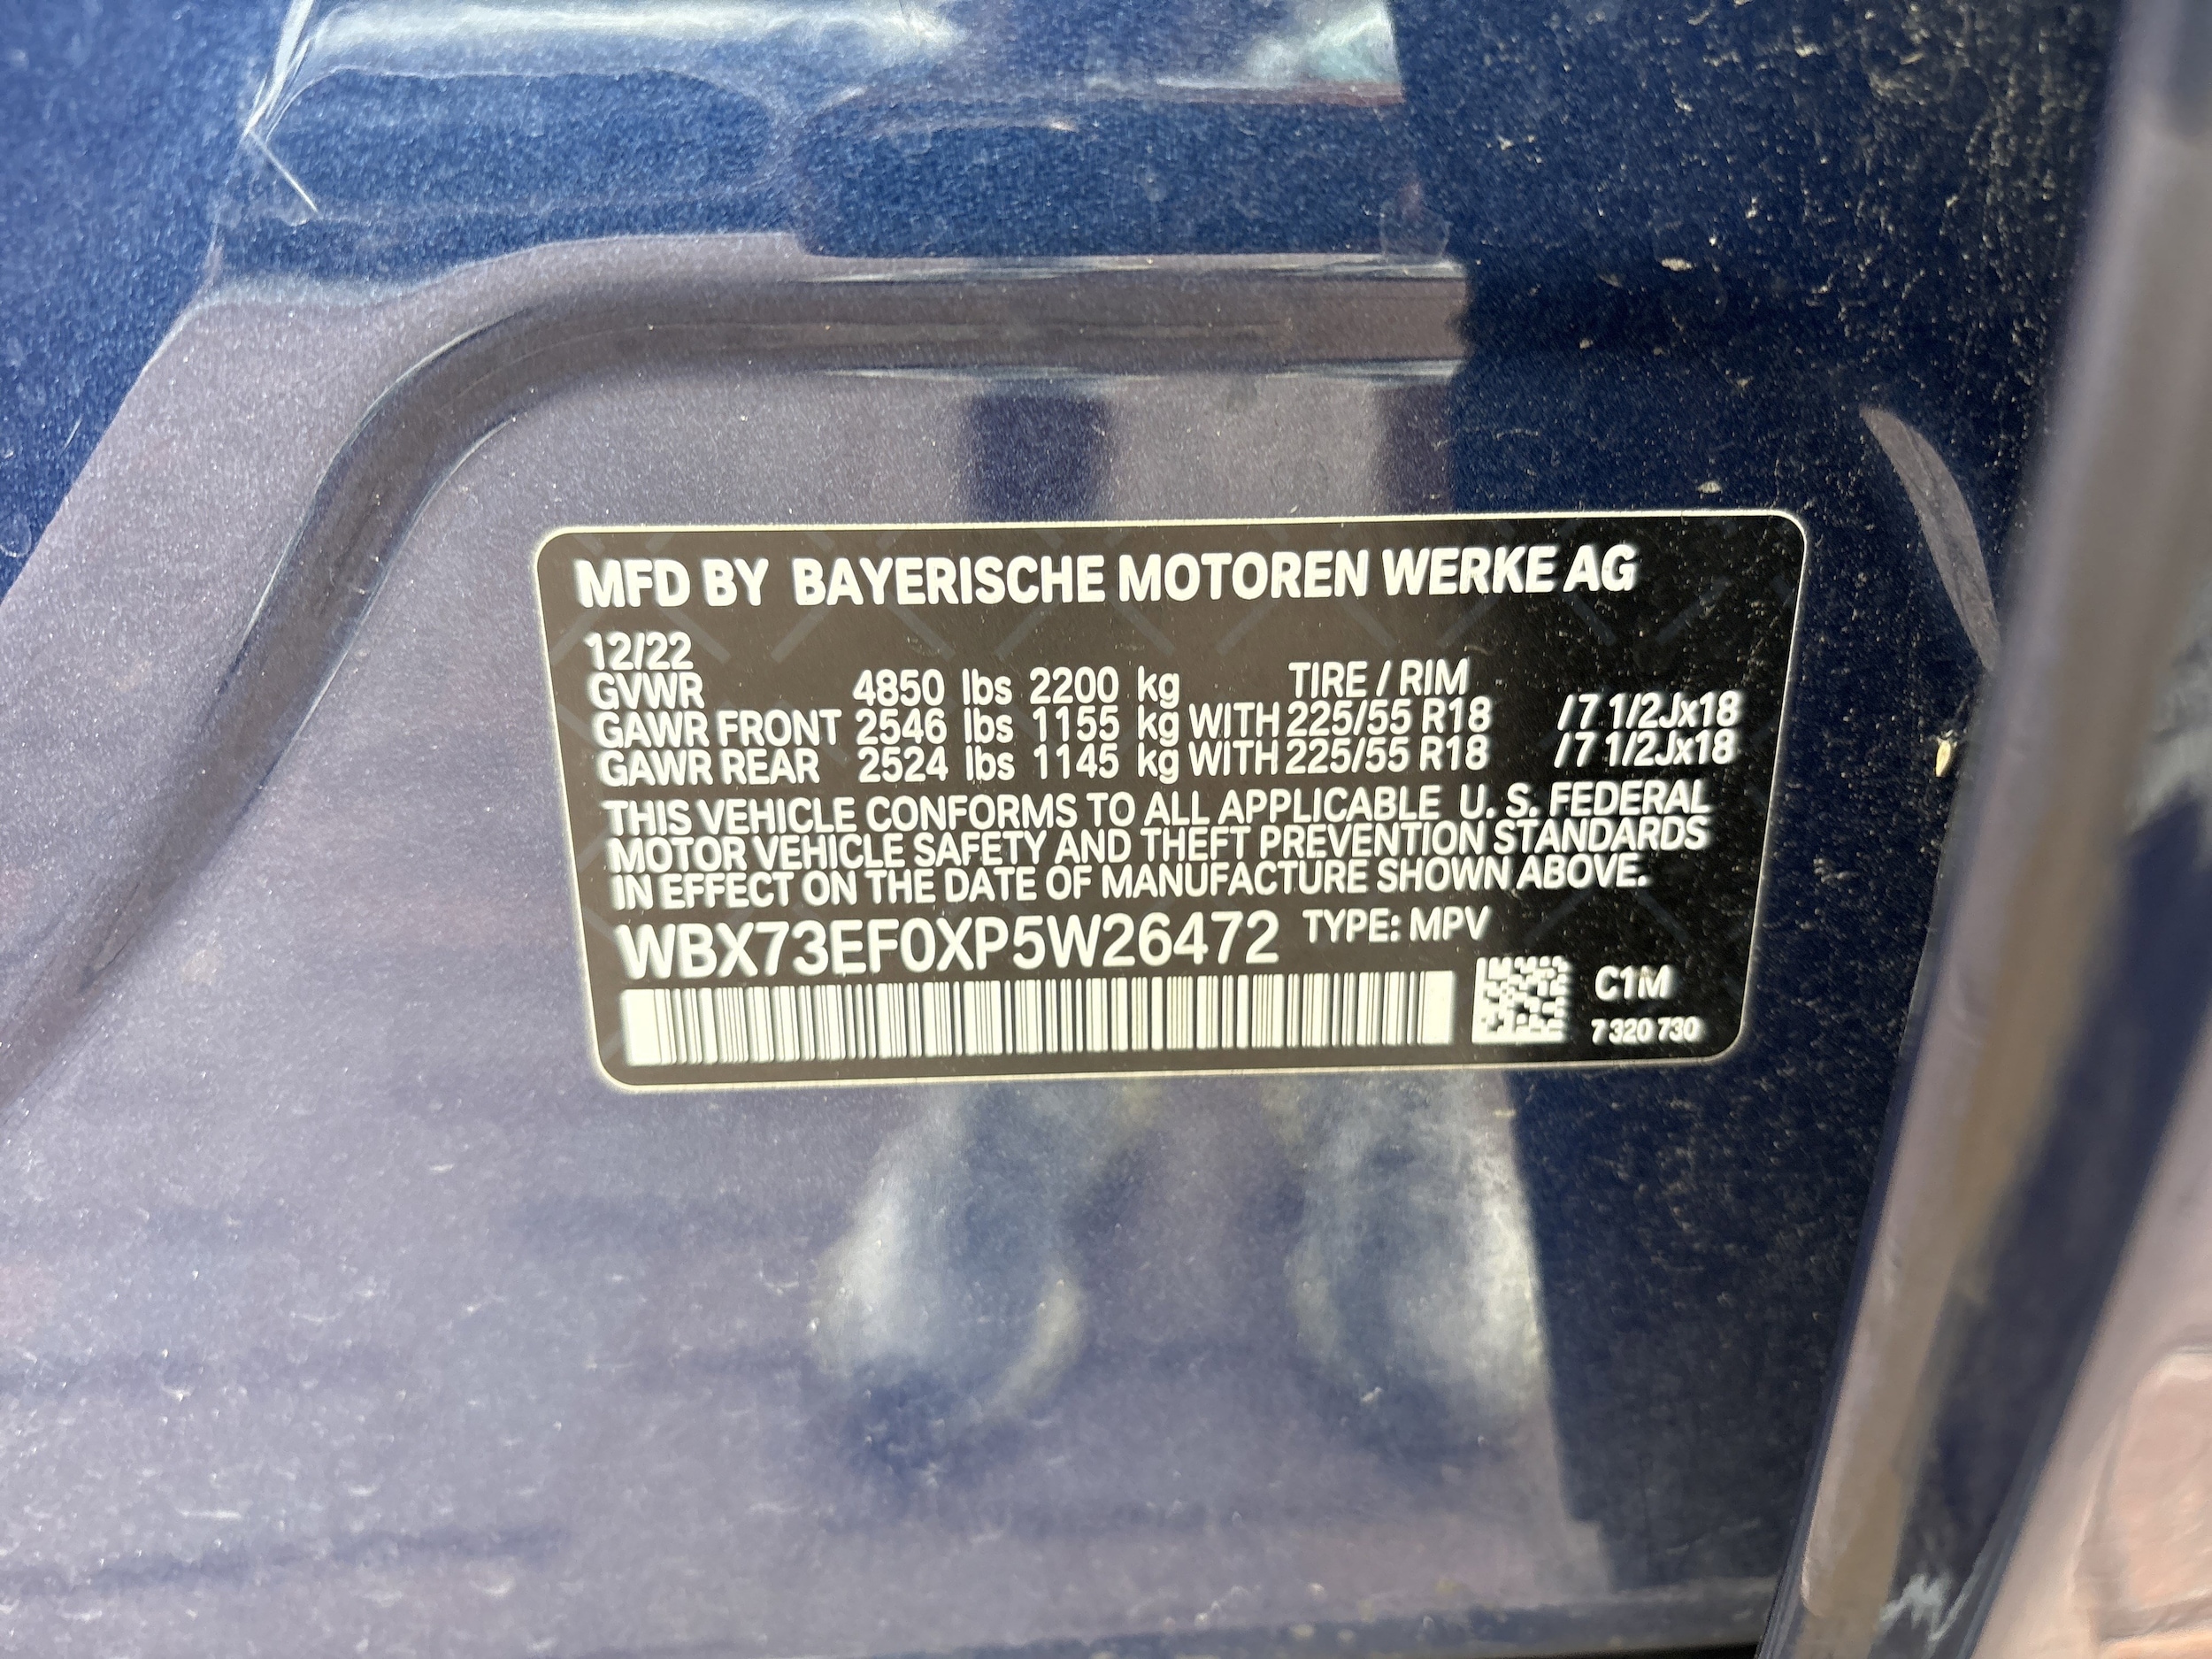 MFD BY BAYERISCHE MOTOREN WERKE AG
12/22
GVWR 4850 lbs 2200 kg TIRE / RIM
GAWR FRONT 2546 lbs 1155 kg WITH 225/55 R18 / 7 1/2Jx18
GAWR REAR 2524 lbs 1145 kg WITH 225/55 R18 / 7 1/2Jx18
THIS VEHICLE CONFORMS TO ALL APPLICABLE U. S. FEDERAL
MOTOR VEHICLE SAFETY AND THEFT PREVENTION STANDARDS
IN EFFECT ON THE DATE OF MANUFACTURE SHOWN ABOVE.
WBX73EF0XP5W26472 TYPE: MPV
C1M
7 320 730